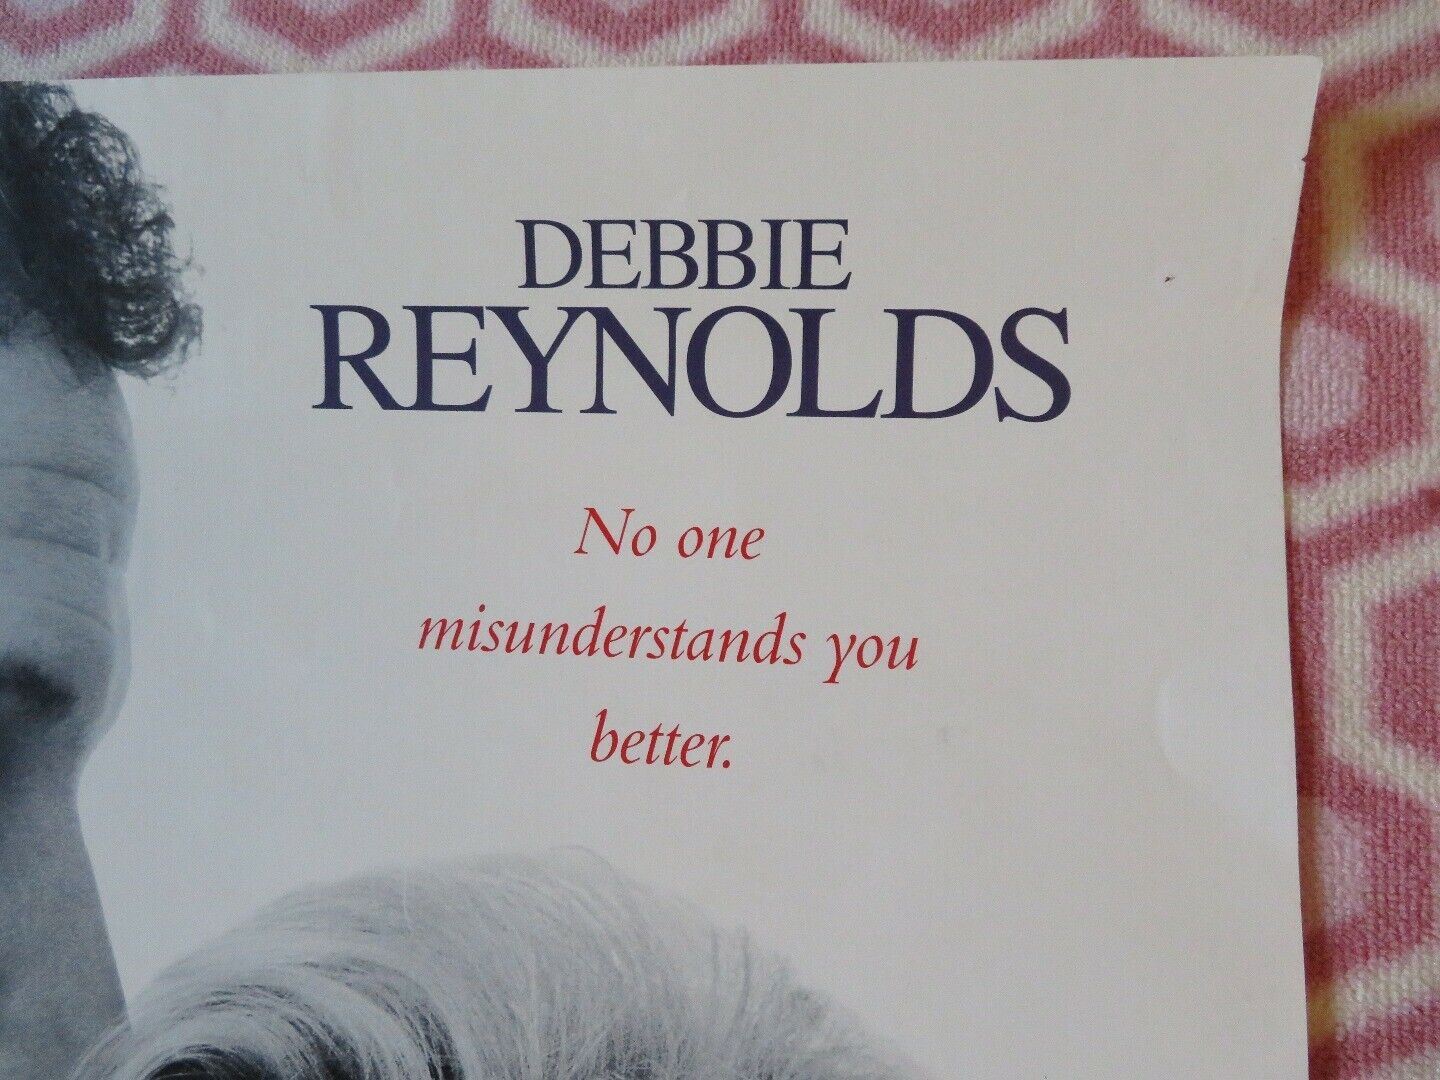 DEBBIE
REYNOLDS
No one
misunderstands you
better.